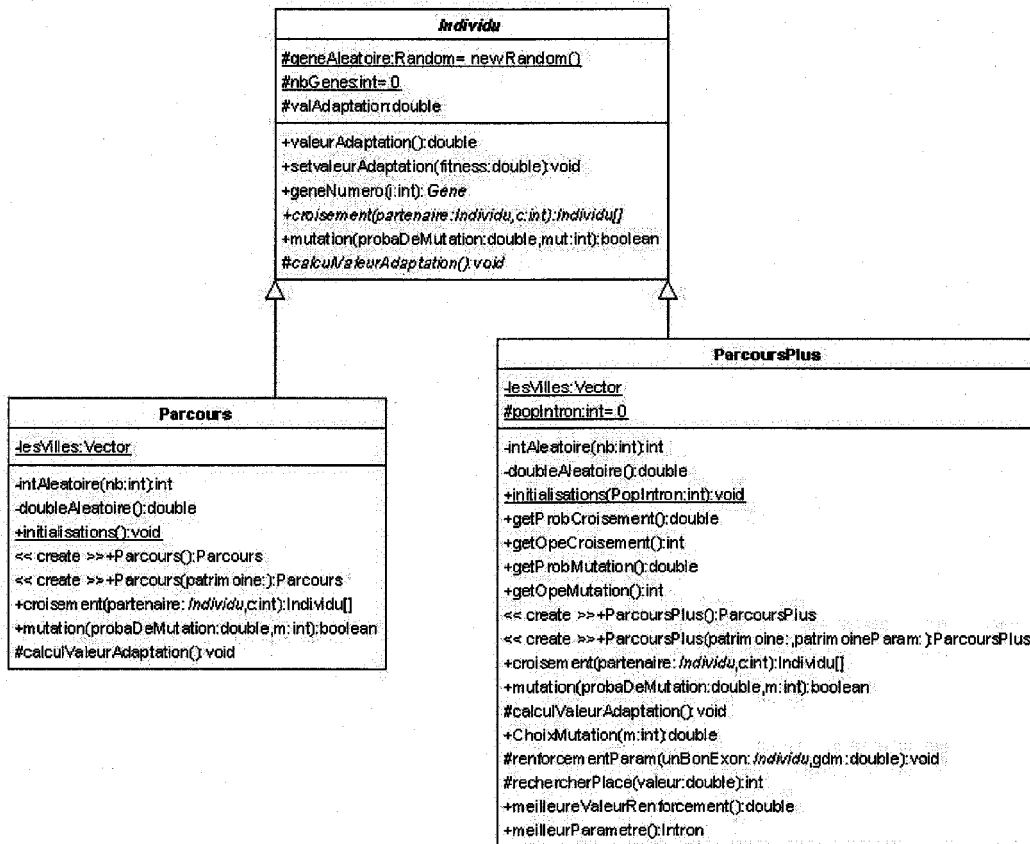 Individu
#geneAleatoire:Random= new Random()
#nbGenes:int= 0
#valAdaptation:double
+valeurAdaptation():double
+setvaleurAdaptation(fitness:double):void
+geneNumero(i:int): Gene
+croisement(partenaire:Individu,c:int):Individu[]
+mutation(probaDeMutation:double,mut:int):boolean
#calculValeurAdaptation():void
Parcours
-lesVilles:Vector
-intAleatoire(nb:int):int
-doubleAleatoire():double
+initialisations():void
<< create >>+Parcours():Parcours
<< create >>+Parcours(patrimoine:):Parcours
+croisement(partenaire: Individu,c:int):Individu[]
+mutation(probaDeMutation:double,m:int):boolean
#calculValeurAdaptation():void
ParcoursPlus
-lesVilles:Vector
#popIntron:int= 0
-intAleatoire(nb:int):int
-doubleAleatoire():double
+initialisations(PopIntron:int):void
+getProbCroisement():double
+getOpeCroisement():int
+getProbMutation():double
+getOpeMutation():int
<< create >>+ParcoursPlus():ParcoursPlus
<< create >>+ParcoursPlus(patrimoine:,patrimoineParam:):ParcoursPlus
+croisement(partenaire:Individu,c:int):Individu[]
+mutation(probaDeMutation:double,m:int):boolean
#calculValeurAdaptation():void
+ChoixMutation(m:int):double
#renforcementParam(unBonExon:Individu,gdm:double):void
#rechercherPlace(valeur:double):int
+meilleureValeurRenforcement():double
+meilleurParametre():Intron